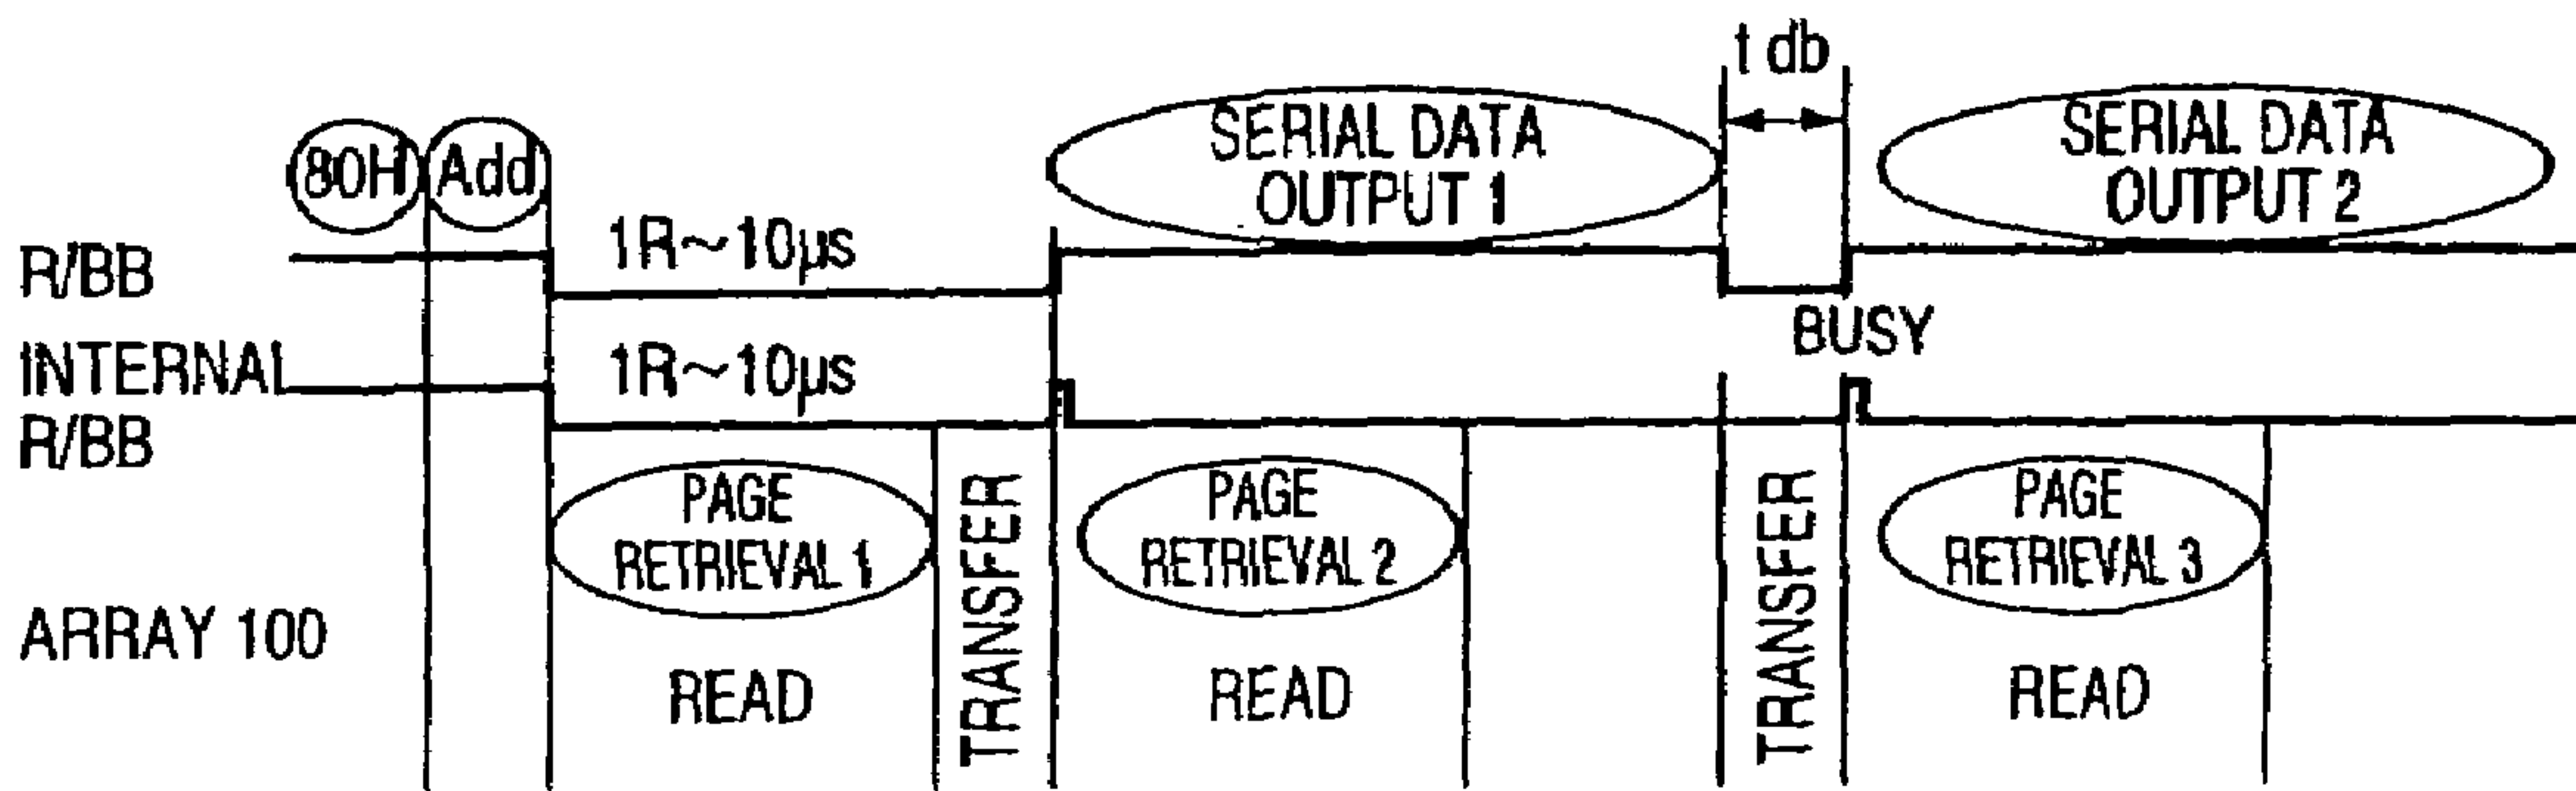 t db
80H
Add
SERIAL DATA
OUTPUT 1
SERIAL DATA
OUTPUT 2
R/BB
1R~10µs
BUSY
INTERNAL
R/BB
1R~10µs
ARRAY 100
PAGE
RETRIEVAL 1
READ
TRANSFER
PAGE
RETRIEVAL 2
READ
TRANSFER
PAGE
RETRIEVAL 3
READ